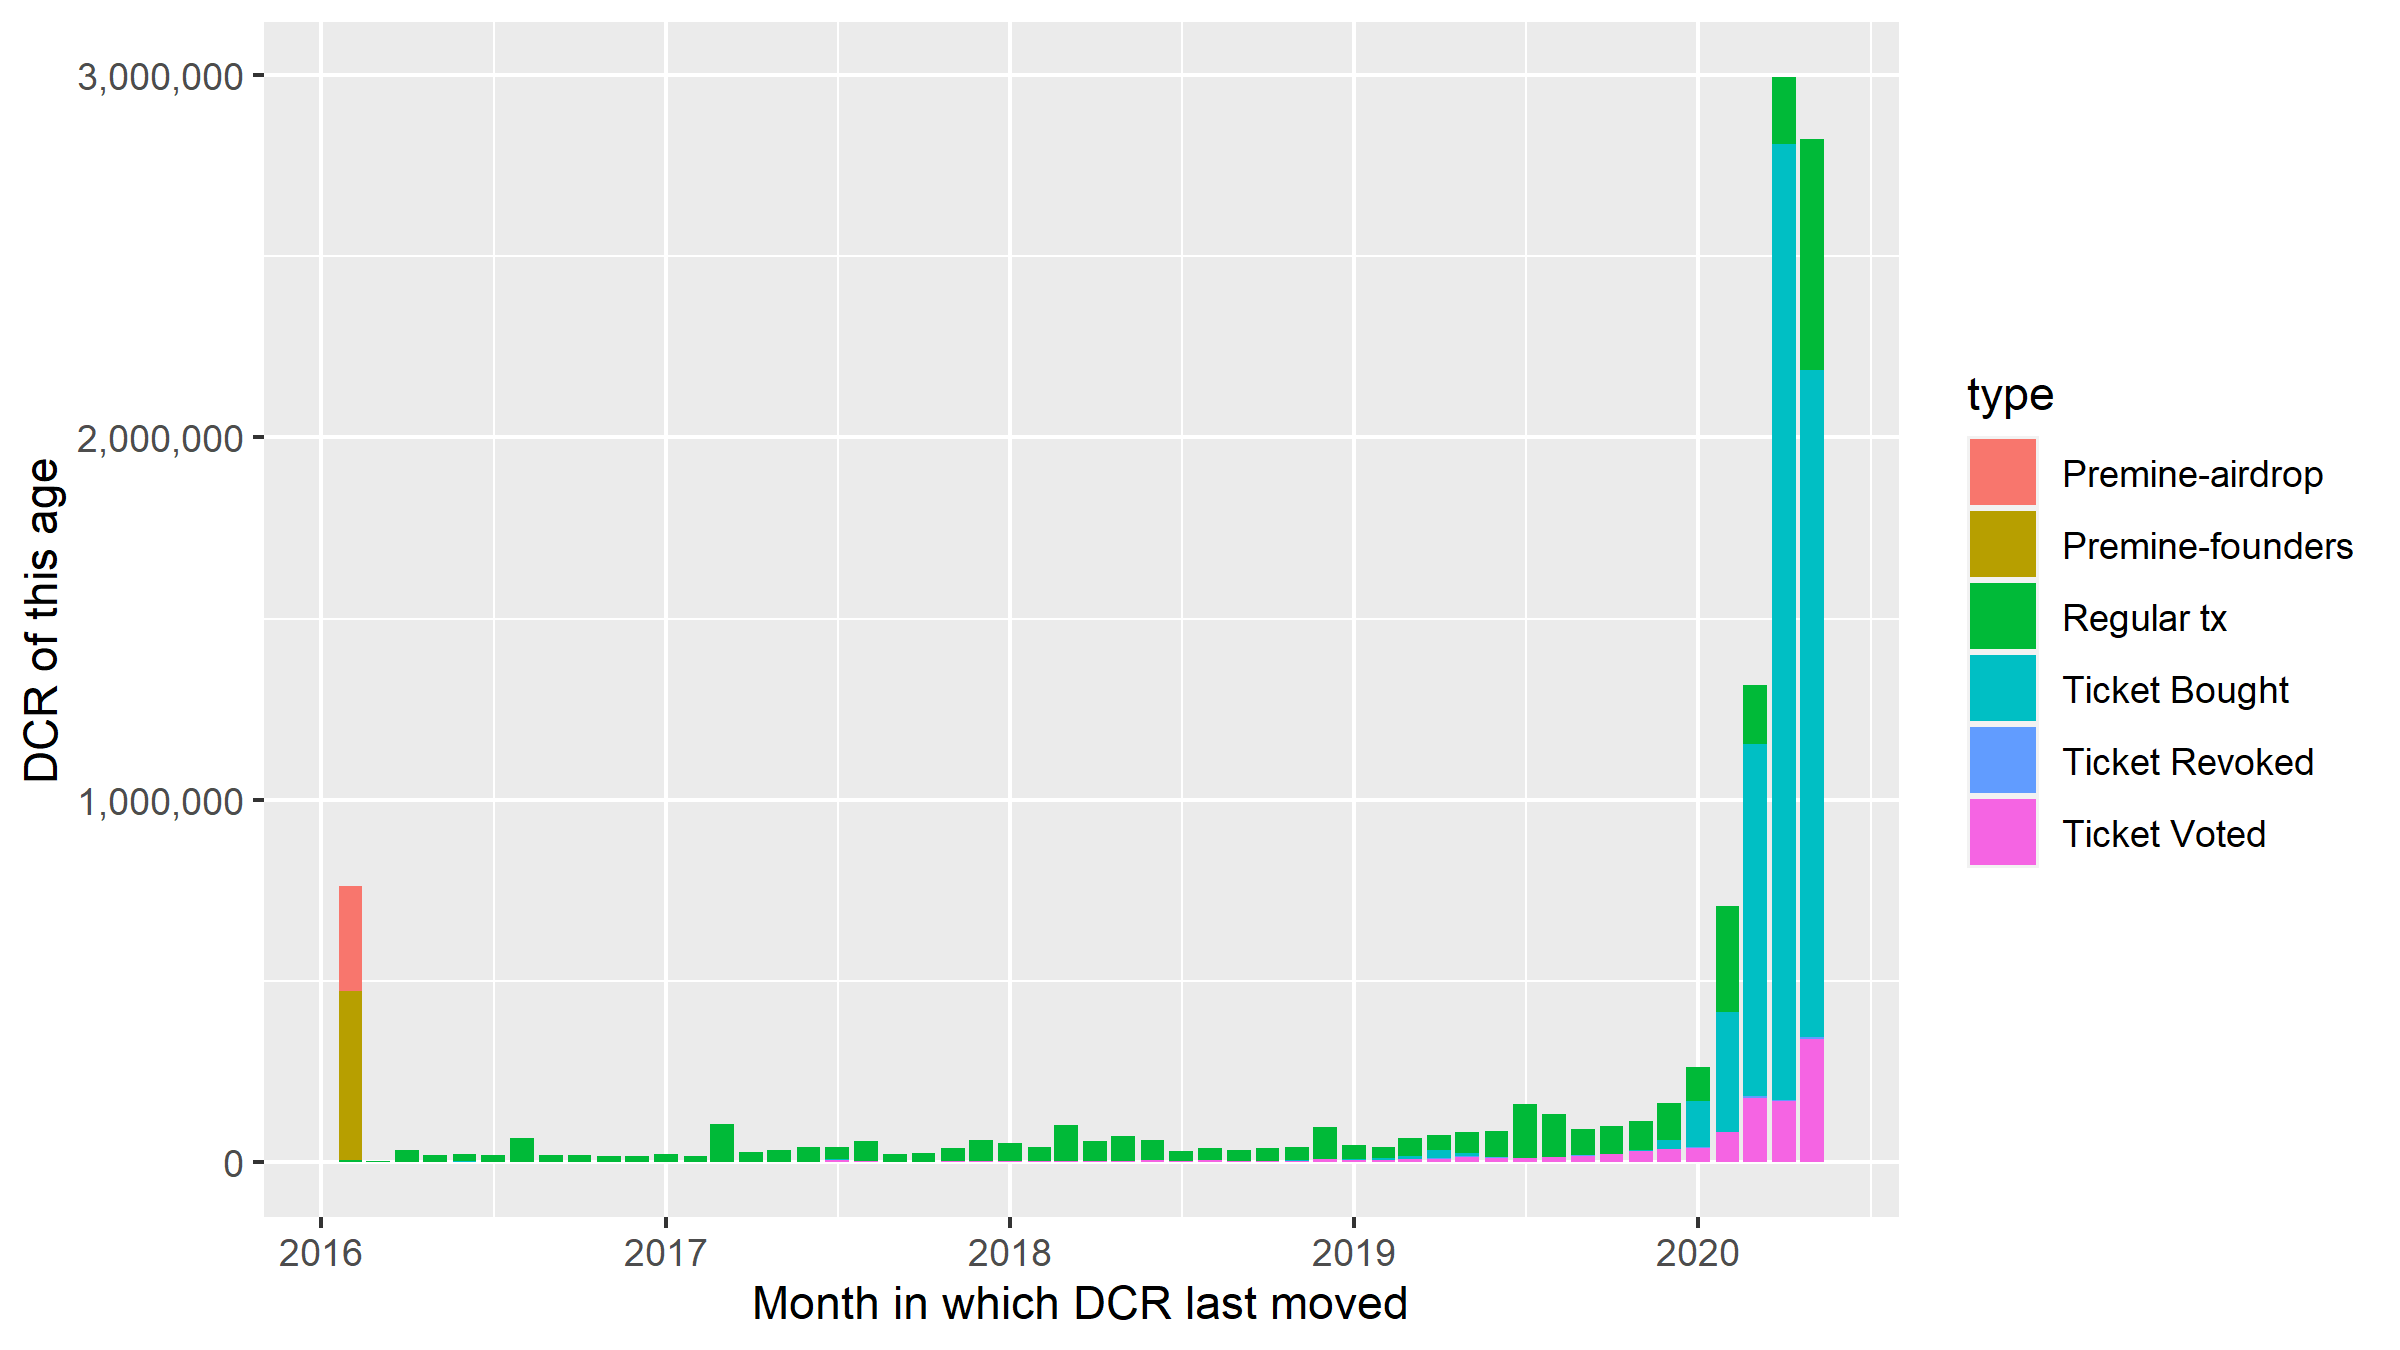 3,000,000
2,000,000
1,000,000
0
DCR of this age
2016 2017 2018 2019 2020
Month in which DCR last moved
type
Premine-airdrop
Premine-founders
Regular tx
Ticket Bought
Ticket Revoked
Ticket Voted